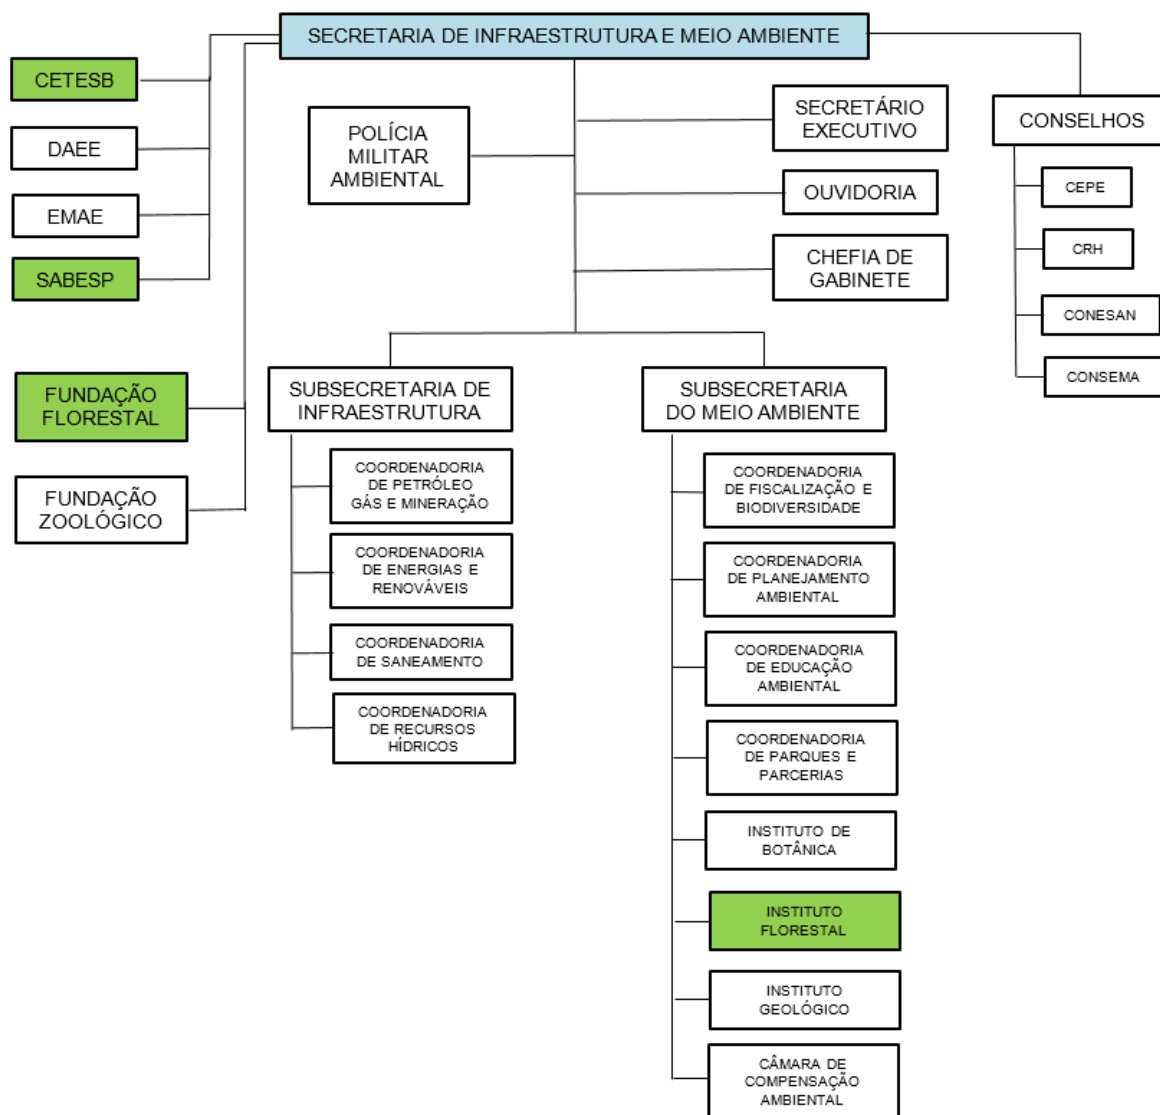 SECRETARIA DE INFRAESTRUTURA E MEIO AMBIENTE
CETESB
DAEE
EMAE
SABESP
FUNDAÇÃO
FLORESTAL
FUNDAÇÃO
ZOOLÓGICO
POLÍCIA
MILITAR
AMBIENTAL
SECRETÁRIO
EXECUTIVO
OUVIDORIA
CHEFIA DE
GABINETE
CONSELHOS
CEPE
CRH
CONESAN
CONSEMA
SUBSECRETARIA DE
INFRAESTRUTURA
COORDENADORIA
DE PETRÓLEO
GÁS E MINERAÇÃO
COORDENADORIA
DE ENERGIAS E
RENOVÁVEIS
COORDENADORIA
DE SANEAMENTO
COORDENADORIA
DE RECURSOS
HÍDRICOS
SUBSECRETARIA
DO MEIO AMBIENTE
COORDENADORIA
DE FISCALIZAÇÃO E
BIODIVERSIDADE
COORDENADORIA
DE PLANEJAMENTO
AMBIENTAL
COORDENADORIA
DE EDUCAÇÃO
AMBIENTAL
COORDENADORIA
DE PARQUES E
PARCERIAS
INSTITUTO DE
BOTÂNICA
INSTITUTO
FLORESTAL
INSTITUTO
GEOLÓGICO
CÂMARA DE
COMPENSAÇÃO
AMBIENTAL